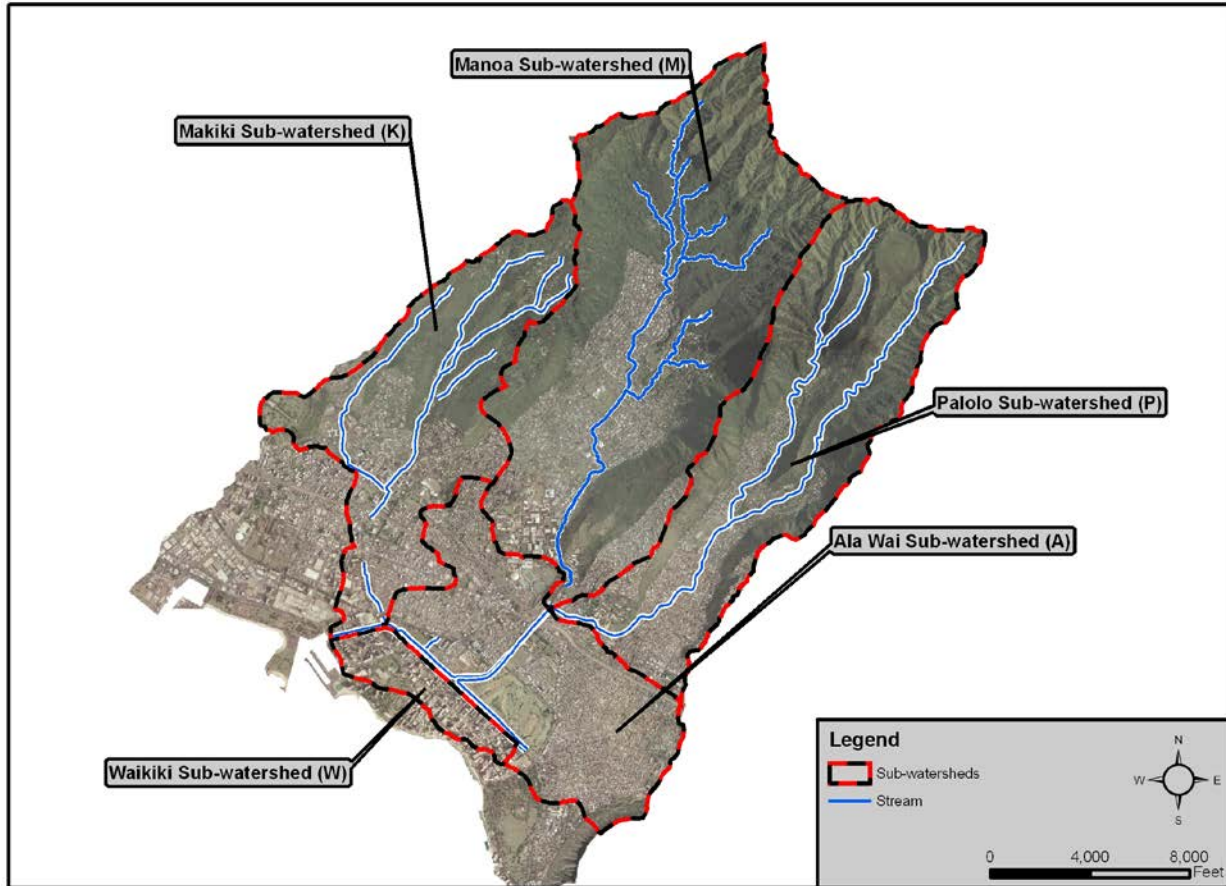 Manoa Sub-watershed (M)
Makiki Sub-watershed (K)
Palolo Sub-watershed (P)
Ala Wai Sub-watershed (A)
Waikiki Sub-watershed (W)
Legend
Sub-watersheds
Stream
N
W E
S
0 4,000 8,000
Feet